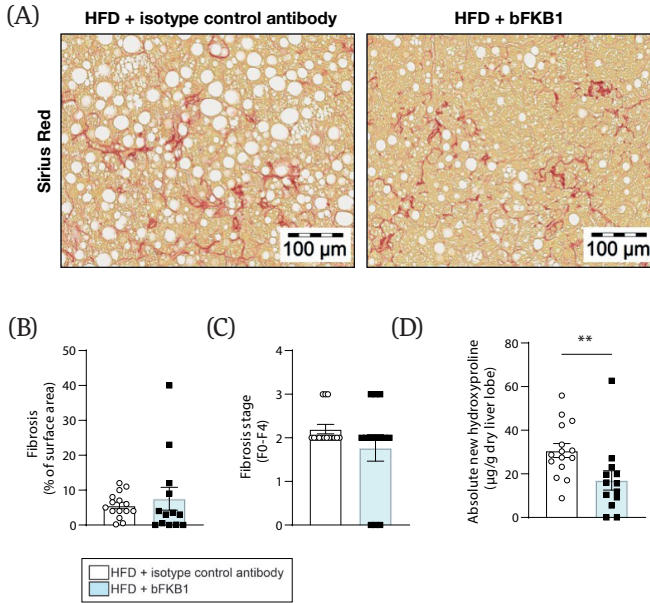 (A)
HFD + isotype control antibody
HFD + bFKB1
Sirius Red
100 µm
100 µm
(B)
Fibrosis
(% of surface area)
50
40
30
20
10
0
(C)
Fibrosis stage
(F0-F4)
4
3
2
1
0
(D)
Absolute new hydroxyproline
(µg/g dry liver lobe)
80
60
40
20
0
**
HFD + isotype control antibody
HFD + bFKB1